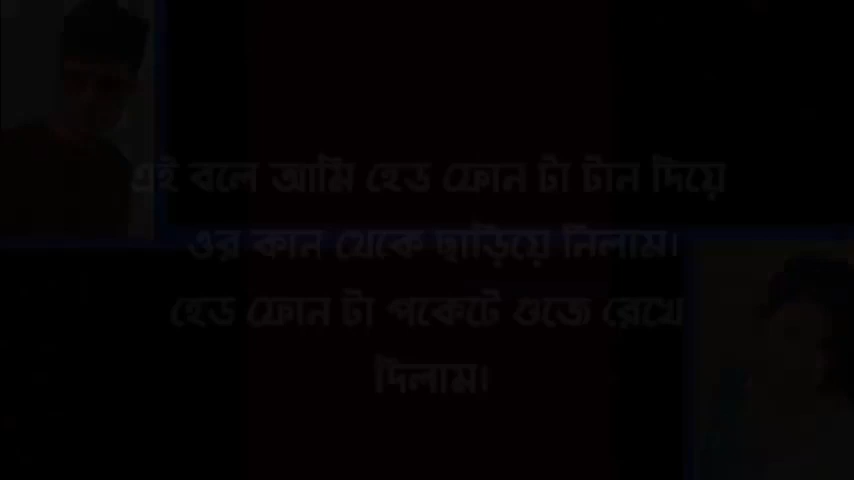 এই বলে আমি হেড ফোন টা টান দিয়ে
ওর কান থেকে ছাড়িয়ে নিলাম।
হেড ফোন টা পকেটে গুজে রেখে
দিলাম।